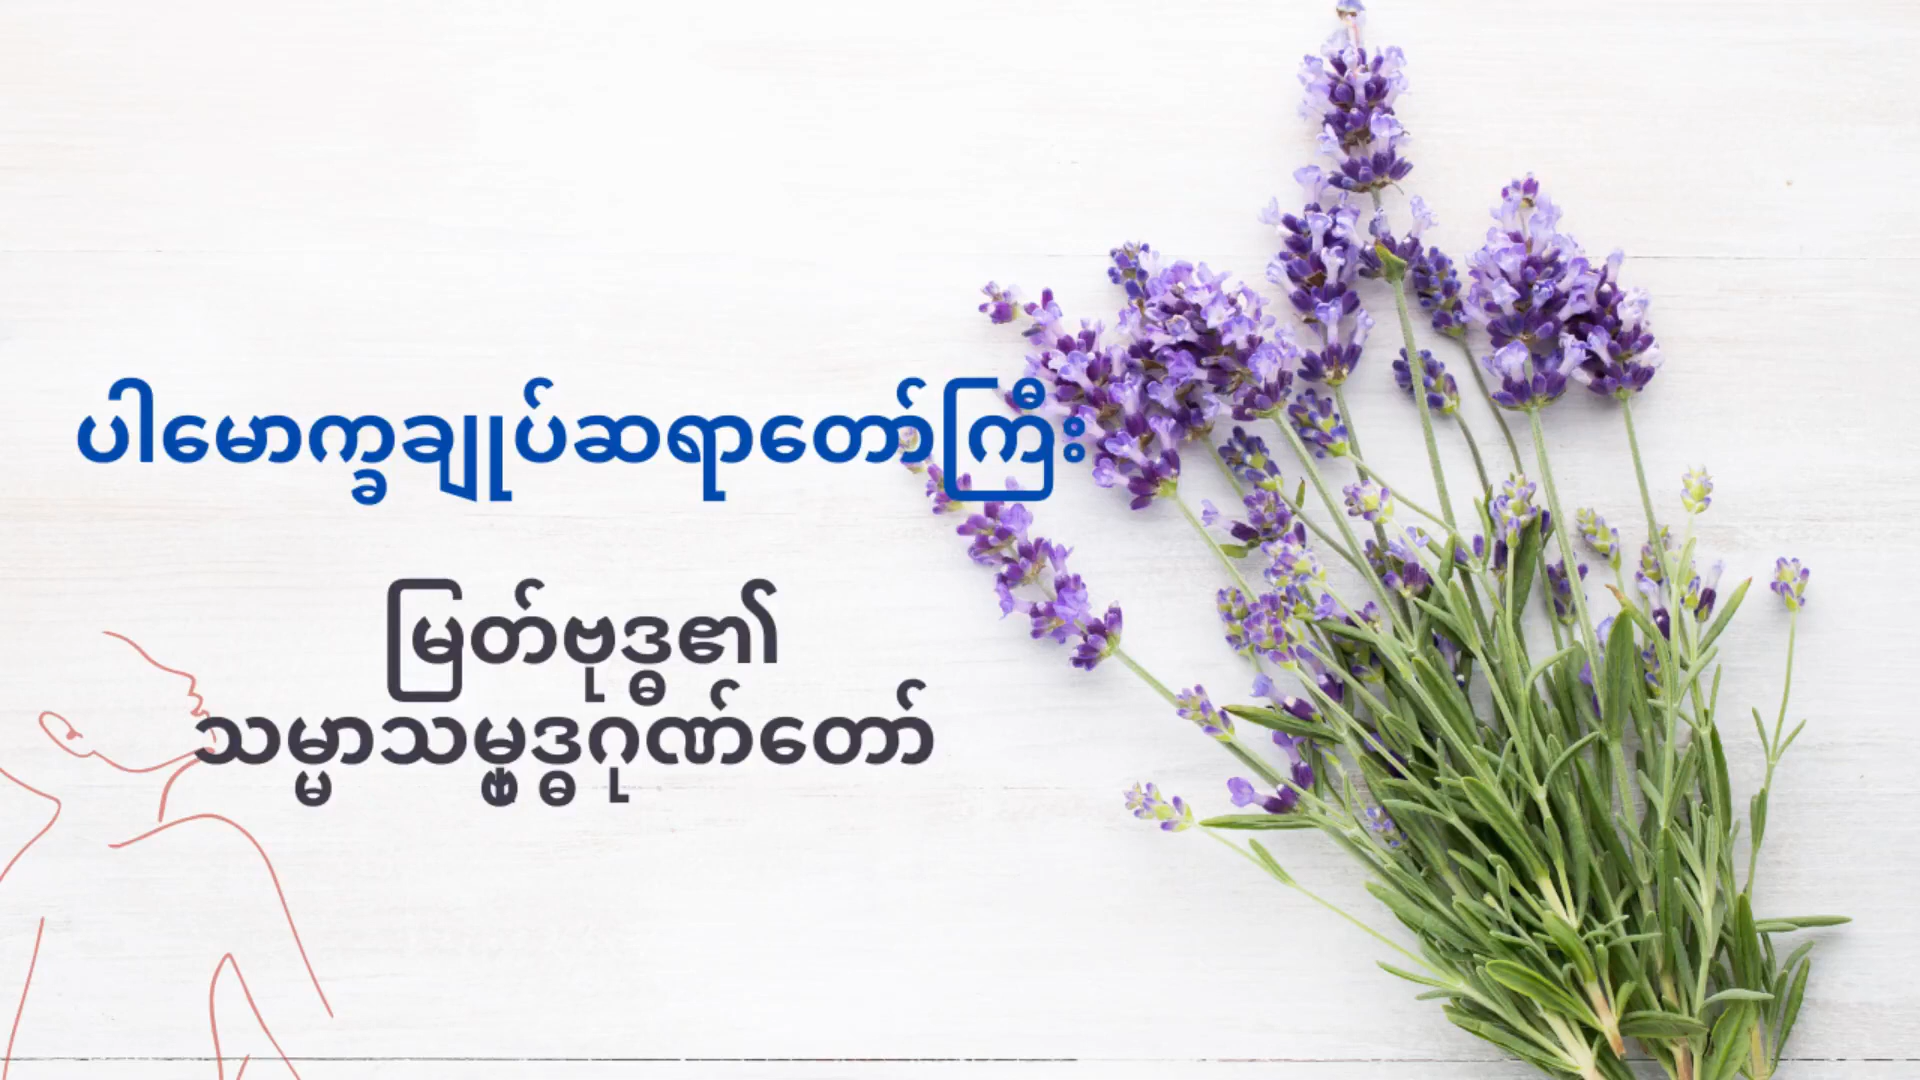 ပါမောက္ခချုပ်ဆရာတော်ကြီး
မြတ်ဗုဒ္ဓ၏
သမ္မာသမ္ဗုဒ္ဓဂုဏ်တော်